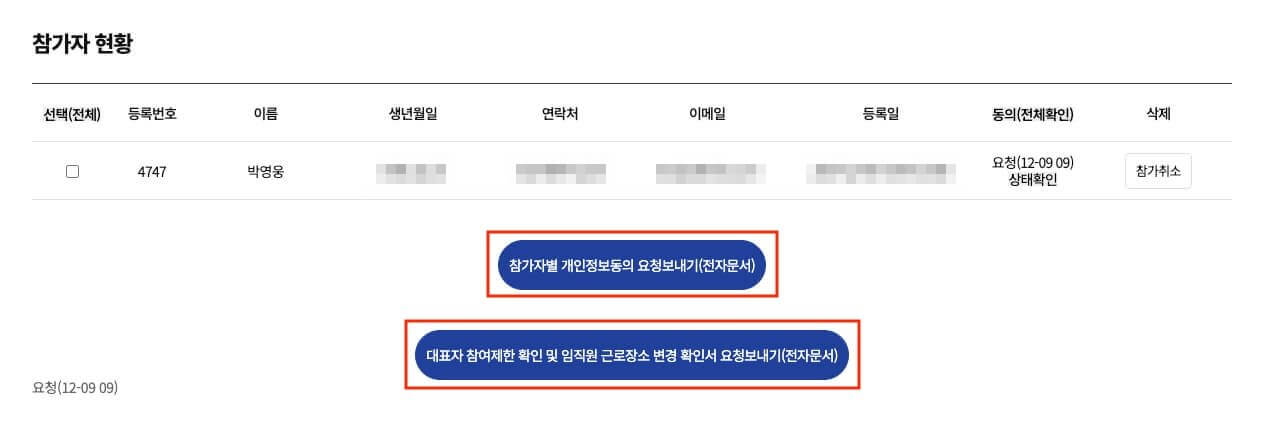 참가자 현황
선택(전체) 등록번호 이름 생년월일 연락처 이메일 등록일 동의(전체확인) 삭제
4747 박영웅 요청(12-09 09) 상태확인 참가취소
참가자별 개인정보동의 요청보내기(전자문서)
대표자 참여제한 확인 및 임직원 근로장소 변경 확인서 요청보내기(전자문서)
요청(12-09 09)